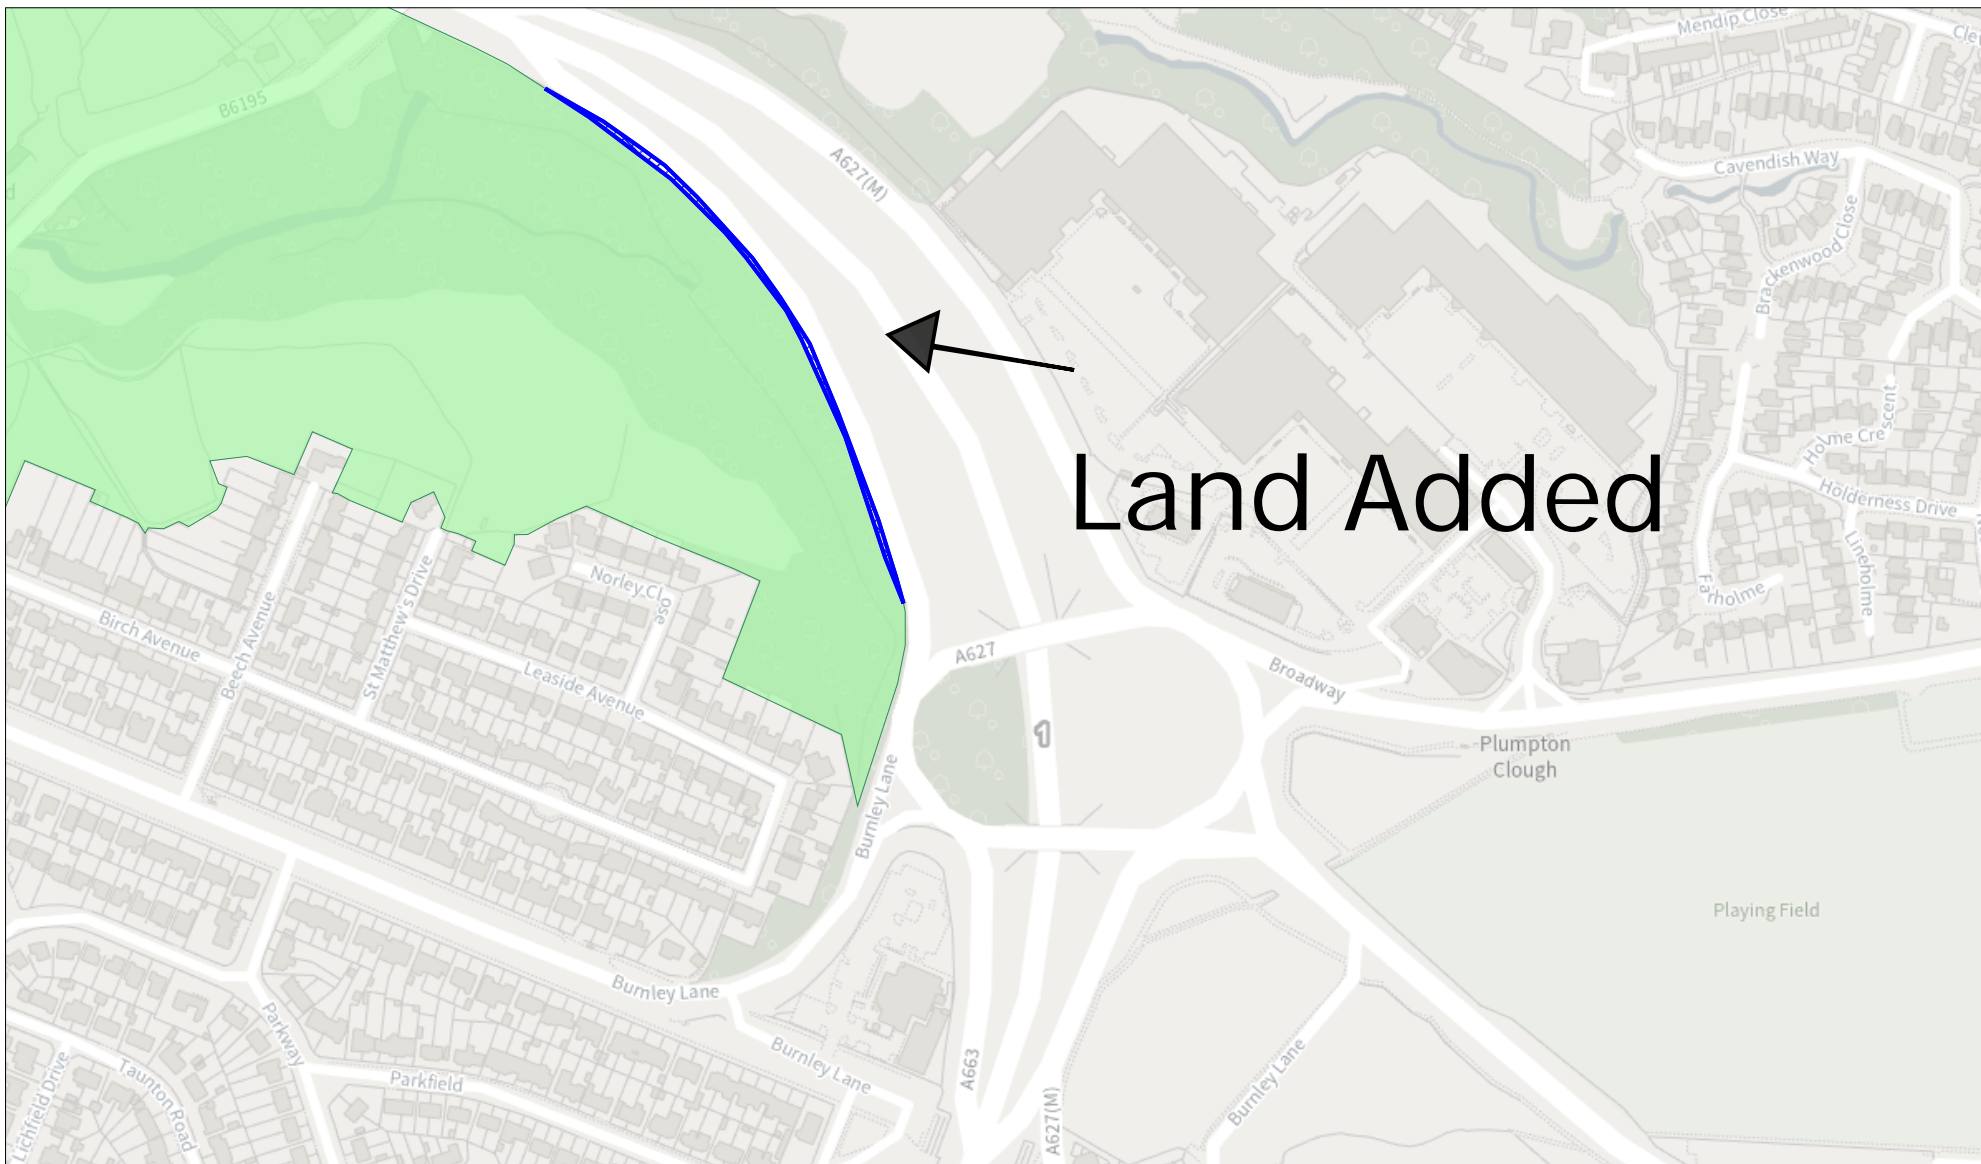 Mendip Close
B6195
A627(M)
Cavendish Way
Brackenwood Close
Holme Crescent
Land Added
Holderness Drive
Lineholme
Farholme
Norley Close
Birch Avenue
Beech Avenue
St Matthew's Drive
Leaside Avenue
A627
Broadway
1
Plumpton
Clough
Burnley Lane
Playing Field
Burnley Lane
Parkway
Burnley Lane
Parkfield
Taunton Road
Lichfield Drive
A663
A627(M)
Burnley Lane